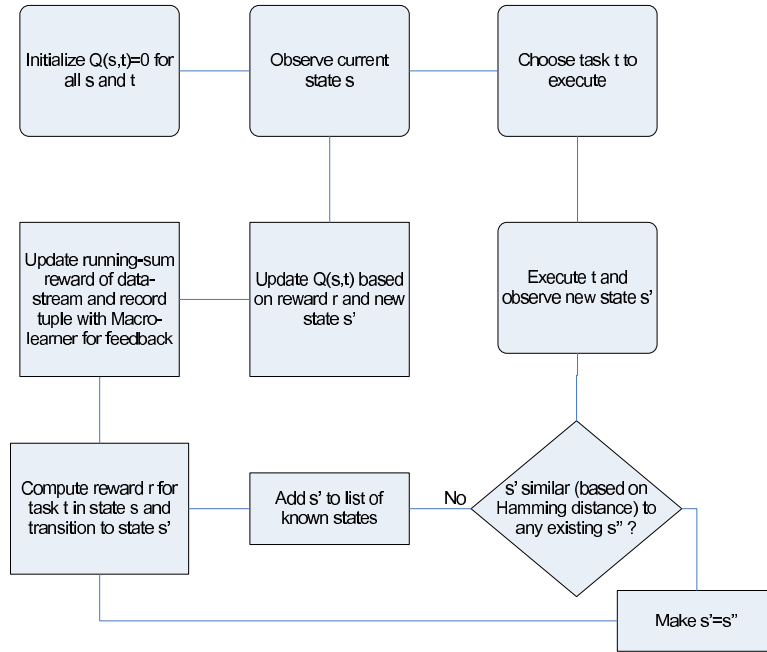 Initialize Q(s,t)=0 for
all s and t
Observe current
state s
Choose task t to
execute
Update running-sum
reward of data-
stream and record
tuple with Macro-
learner for feedback
Update Q(s,t) based
on reward r and new
state s’
Execute t and
observe new state s’
Compute reward r for
task t in state s and
transition to state s’
Add s’ to list of
known states
No
s’ similar (based on
Hamming distance) to
any existing s’’ ?
Make s’=s’’